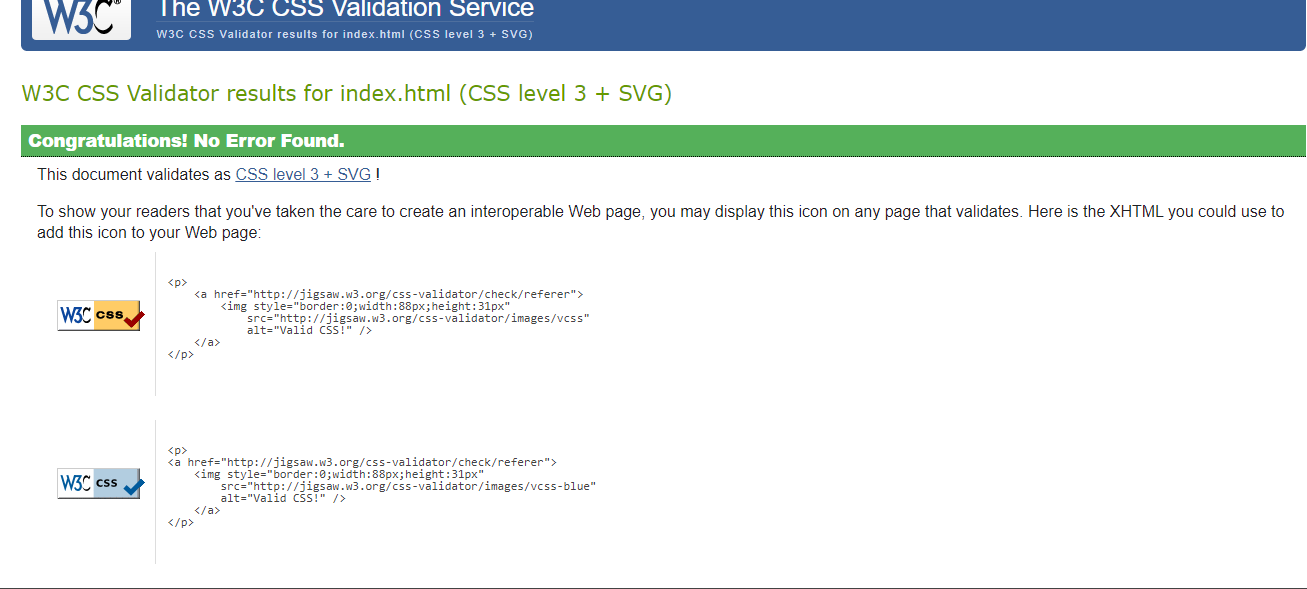 W3C®
The W3C CSS Validation Service
W3C CSS Validator results for index.html (CSS level 3 + SVG)
W3C CSS Validator results for index.html (CSS level 3 + SVG)
Congratulations! No Error Found.
This document validates as CSS level 3 + SVG !
To show your readers that you've taken the care to create an interoperable Web page, you may display this icon on any page that validates. Here is the XHTML you could use to
add this icon to your Web page:
W3C css
<p>
    <a href="http://jigsaw.w3.org/css-validator/check/referer">
        <img style="border:0;width:88px;height:31px"
            src="http://jigsaw.w3.org/css-validator/images/vcss"
            alt="Valid CSS!" />
    </a>
</p>
W3C css
<p>
<a href="http://jigsaw.w3.org/css-validator/check/referer">
    <img style="border:0;width:88px;height:31px"
        src="http://jigsaw.w3.org/css-validator/images/vcss-blue"
        alt="Valid CSS!" />
    </a>
</p>